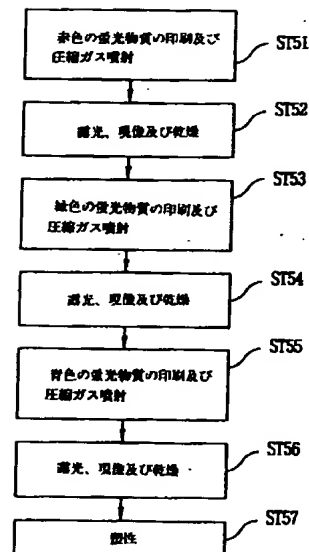 赤色の蛍光物質の印刷及び
圧縮ガス噴射
ST51
露光、現像及び乾燥
ST52
緑色の蛍光物質の印刷及び
圧縮ガス噴射
ST53
露光、現像及び乾燥
ST54
青色の蛍光物質の印刷及び
圧縮ガス噴射
ST55
露光、現像及び乾燥
ST56
塑性
ST57